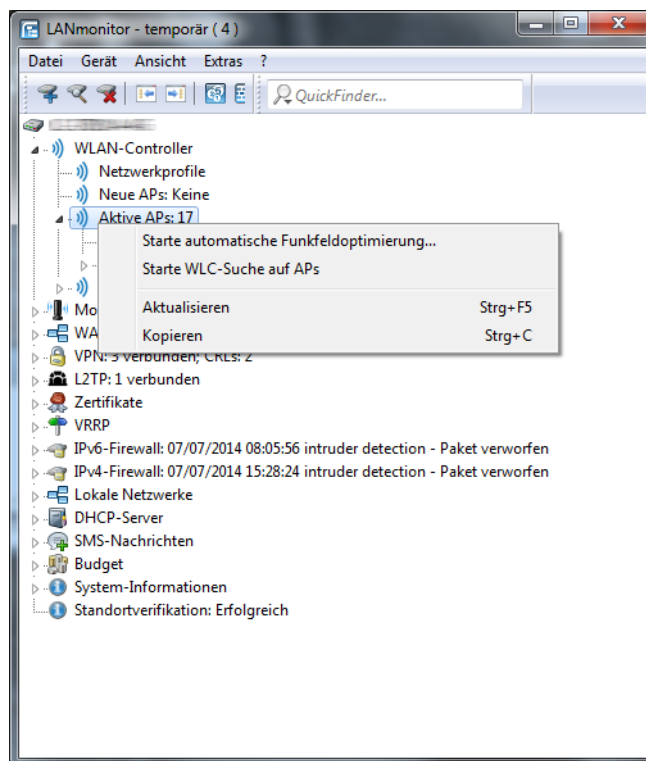 LANmonitor - temporär ( 4 )
Datei Gerät Ansicht Extras ?
QuickFinder...
WLAN-Controller
Netzwerkprofile
Neue APs: Keine
Aktive APs: 17
Starte automatische Funkfeldoptimierung...
Starte WLC-Suche auf APs
Aktualisieren Strg+F5
Kopieren Strg+C
Mo
WA
VPN: 3 verbunden; CRLs: 2
L2TP: 1 verbunden
Zertifikate
VRRP
IPv6-Firewall: 07/07/2014 08:05:56 intruder detection - Paket verworfen
IPv4-Firewall: 07/07/2014 15:28:24 intruder detection - Paket verworfen
Lokale Netzwerke
DHCP-Server
SMS-Nachrichten
Budget
System-Informationen
Standortverifikation: Erfolgreich